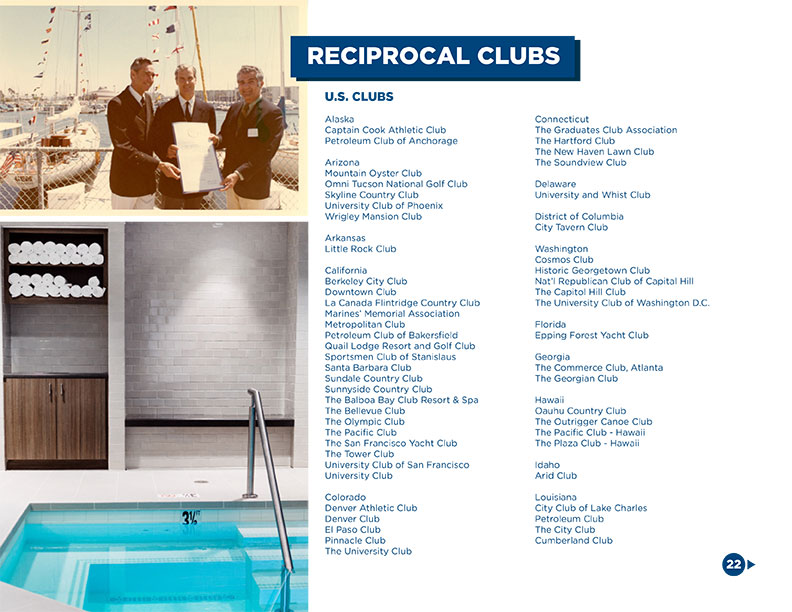 RECIPROCAL CLUBS
U.S. CLUBS
Alaska
Captain Cook Athletic Club
Petroleum Club of Anchorage
Arizona
Mountain Oyster Club
Omni Tucson National Golf Club
Skyline Country Club
University Club of Phoenix
Wrigley Mansion Club
Arkansas
Little Rock Club
California
Berkeley City Club
Downtown Club
La Canada Flintridge Country Club
Marines' Memorial Association
Metropolitan Club
Petroleum Club of Bakersfield
Quail Lodge Resort and Golf Club
Sportsmen Club of Stanislaus
Santa Barbara Club
Sundale Country Club
Sunnyside Country Club
The Balboa Bay Club Resort & Spa
The Bellevue Club
The Olympic Club
The Pacific Club
The San Francisco Yacht Club
The Tower Club
University Club of San Francisco
University Club
Colorado
Denver Athletic Club
Denver Club
El Paso Club
Pinnacle Club
The University Club
Connecticut
The Graduates Club Association
The Hartford Club
The New Haven Lawn Club
The Soundview Club
Delaware
University and Whist Club
District of Columbia
City Tavern Club
Washington
Cosmos Club
Historic Georgetown Club
Nat'l Republican Club of Capital Hill
The Capitol Hill Club
The University Club of Washington D.C.
Florida
Epping Forest Yacht Club
Georgia
The Commerce Club, Atlanta
The Georgian Club
Hawaii
Oauhu Country Club
The Outrigger Canoe Club
The Pacific Club - Hawaii
The Plaza Club - Hawaii
Idaho
Arid Club
Louisiana
City Club of Lake Charles
Petroleum Club
The City Club
Cumberland Club
3½
22